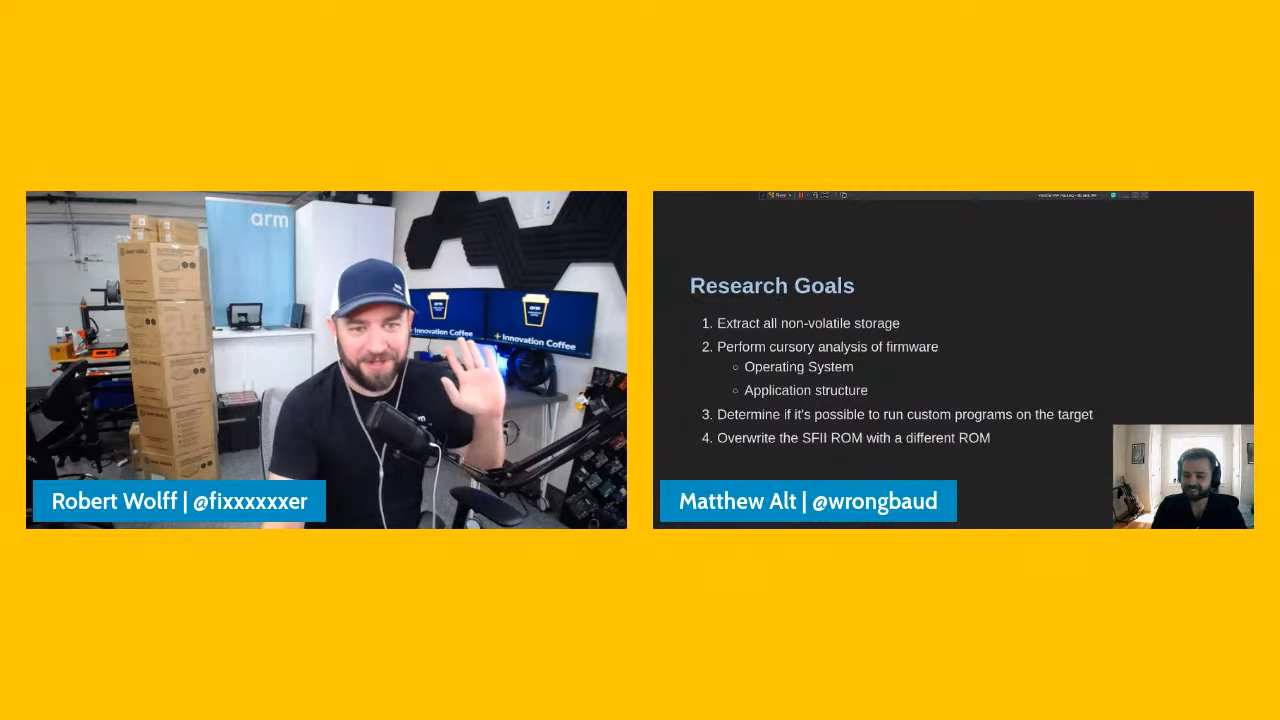 arm
Innovation Coffee
+ Innovation Coffee
Robert Wolff | @fixxxxxxer
Research Goals
1. Extract all non-volatile storage
2. Perform cursory analysis of firmware
○ Operating System
○ Application structure
3. Determine if it's possible to run custom programs on the target
4. Overwrite the SFII ROM with a different ROM
Matthew Alt | @wrongbaud